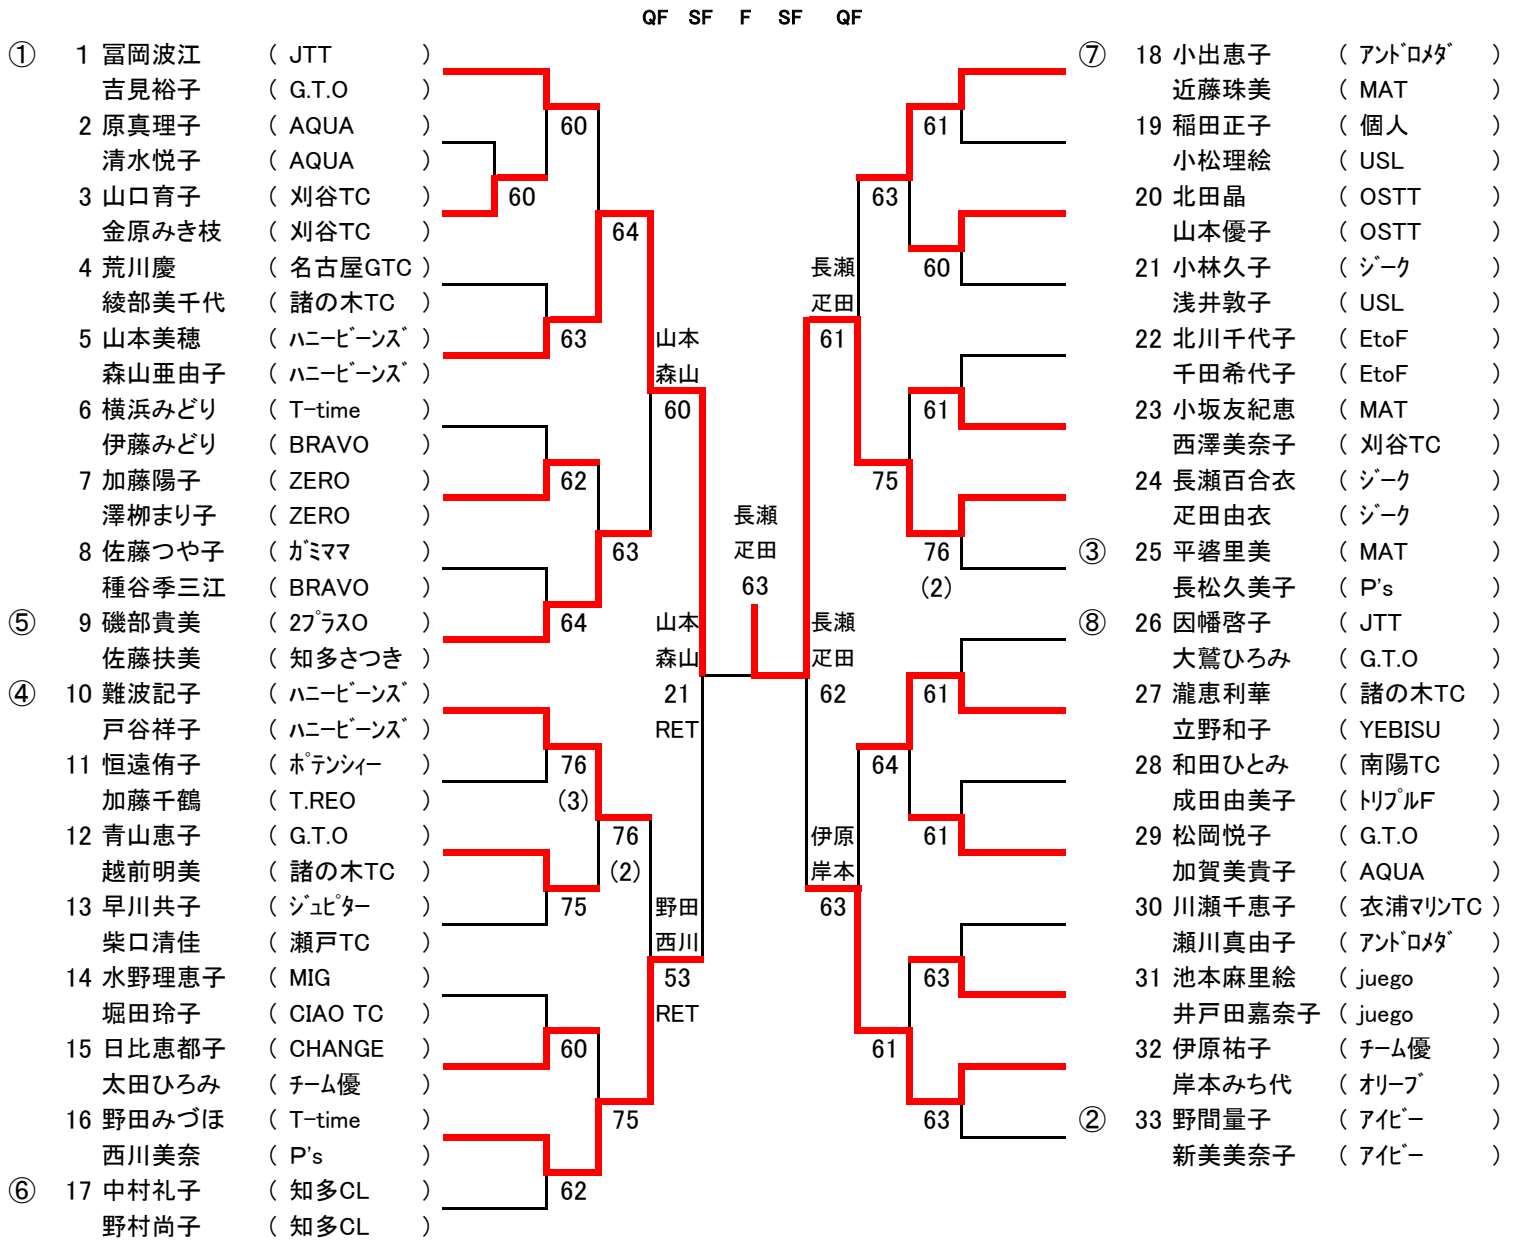 QF SF F SF QF
① 1 冨岡波江 ( JTT )
吉見裕子 ( G.T.O )
2 原真理子 ( AQUA )
清水悦子 ( AQUA )
3 山口育子 ( 刈谷TC )
金原みき枝 ( 刈谷TC )
4 荒川慶 ( 名古屋GTC )
綾部美千代 ( 諸の木TC )
5 山本美穂 ( ﾊﾆｰﾋﾞｰﾝｽﾞ )
森山亜由子 ( ﾊﾆｰﾋﾞｰﾝｽﾞ )
6 横浜みどり ( T-time )
伊藤みどり ( BRAVO )
7 加藤陽子 ( ZERO )
澤栁まり子 ( ZERO )
8 佐藤つや子 ( ｶﾞﾐママ )
種谷季三江 ( BRAVO )
⑤ 9 磯部貴美 ( 2ﾌﾟﾗｽO )
佐藤扶美 ( 知多さつき )
④ 10 難波記子 ( ﾊﾆｰﾋﾞｰﾝｽﾞ )
戸谷祥子 ( ﾊﾆｰﾋﾞｰﾝｽﾞ )
11 恒遠侑子 ( ﾎﾟﾃﾝｼｨｰ )
加藤千鶴 ( T.REO )
12 青山恵子 ( G.T.O )
越前明美 ( 諸の木TC )
13 早川共子 ( ｼﾞｭﾋﾟﾀｰ )
柴口清佳 ( 瀬戸TC )
14 水野理恵子 ( MIG )
堀田玲子 ( CIAO TC )
15 日比恵都子 ( CHANGE )
太田ひろみ ( ﾁｰﾑ優 )
16 野田みづほ ( T-time )
西川美奈 ( P's )
⑥ 17 中村礼子 ( 知多CL )
野村尚子 ( 知多CL )
60
60
64
63
62
63
64
76
(3)
76
(2)
75
60
75
62
山本
森山
60
山本
森山
21
RET
野田
西川
53
RET
長瀬
疋田
63
長瀬
疋田
61
長瀬
疋田
62
伊原
岸本
63
61
63
60
61
75
76
(2)
61
64
61
63
61
63
⑦ 18 小出恵子 ( ｱﾝﾄﾞﾛﾒﾀﾞ )
近藤珠美 ( MAT )
19 稲田正子 ( 個人 )
小松理絵 ( USL )
20 北田晶 ( OSTT )
山本優子 ( OSTT )
21 小林久子 ( ｼﾞｰｸ )
浅井敦子 ( USL )
22 北川千代子 ( EtoF )
千田希代子 ( EtoF )
23 小坂友紀恵 ( MAT )
西澤美奈子 ( 刈谷TC )
24 長瀬百合衣 ( ｼﾞｰｸ )
疋田由衣 ( ｼﾞｰｸ )
③ 25 平婆里美 ( MAT )
長松久美子 ( P's )
⑧ 26 因幡啓子 ( JTT )
大鷲ひろみ ( G.T.O )
27 瀧恵利華 ( 諸の木TC )
立野和子 ( YEBISU )
28 和田ひとみ ( 南陽TC )
成田由美子 ( ﾄﾘﾌﾟﾙF )
29 松岡悦子 ( G.T.O )
加賀美貴子 ( AQUA )
30 川瀬千恵子 ( 衣浦ﾏﾘﾝTC )
瀬川真由子 ( ｱﾝﾄﾞﾛﾒﾀﾞ )
31 池本麻里絵 ( juego )
井戸田嘉奈子 ( juego )
32 伊原祐子 ( ﾁｰﾑ優 )
岸本みち代 ( ｵﾘｰﾌﾞ )
② 33 野間量子 ( ｱｲﾋﾞｰ )
新美美奈子 ( ｱｲﾋﾞｰ )